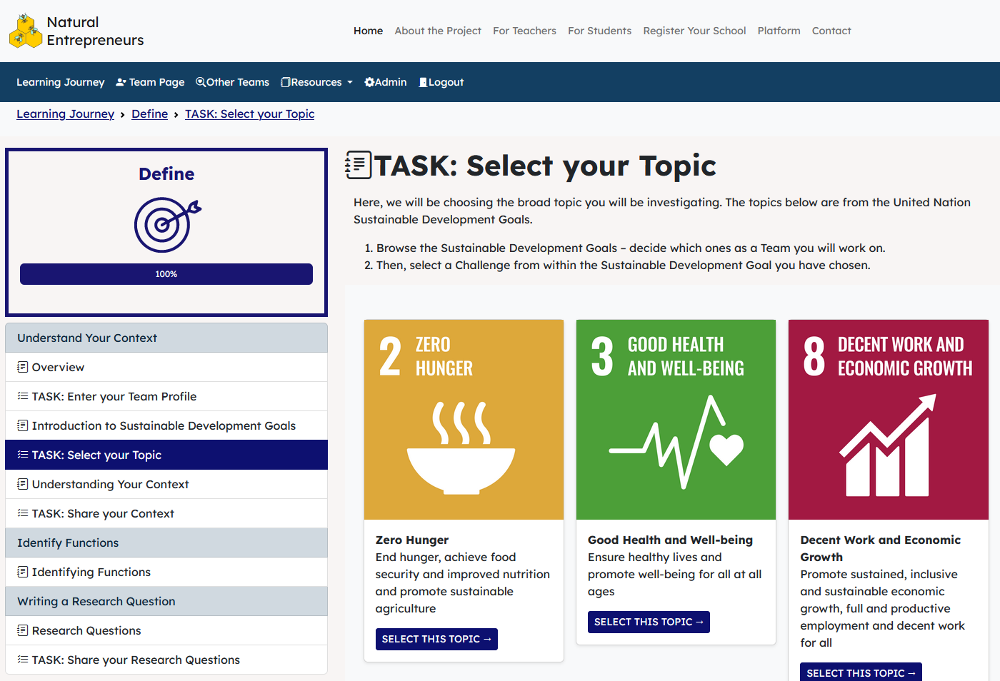 Natural
Entrepreneurs
Home About the Project For Teachers For Students Register Your School Platform Contact
Learning Journey Team Page Other Teams Resources Admin Logout
Learning Journey › Define › TASK: Select your Topic
Define
100%
Understand Your Context
Overview
TASK: Enter your Team Profile
Introduction to Sustainable Development Goals
TASK: Select your Topic
Understanding Your Context
TASK: Share your Context
Identify Functions
Identifying Functions
Writing a Research Question
Research Questions
TASK: Share your Research Questions
TASK: Select your Topic
Here, we will be choosing the broad topic you will be investigating. The topics below are from the United Nation
Sustainable Development Goals.
1. Browse the Sustainable Development Goals – decide which ones as a Team you will work on.
2. Then, select a Challenge from within the Sustainable Development Goal you have chosen.
2 ZERO
HUNGER
Zero Hunger
End hunger, achieve food
security and improved nutrition
and promote sustainable
agriculture
SELECT THIS TOPIC →
3 GOOD HEALTH
AND WELL-BEING
Good Health and Well-being
Ensure healthy lives and
promote well-being for all at all
ages
SELECT THIS TOPIC →
8 DECENT WORK AND
ECONOMIC GROWTH
Decent Work and Economic
Growth
Promote sustained, inclusive
and sustainable economic
growth, full and productive
employment and decent work
for all
SELECT THIS TOPIC →